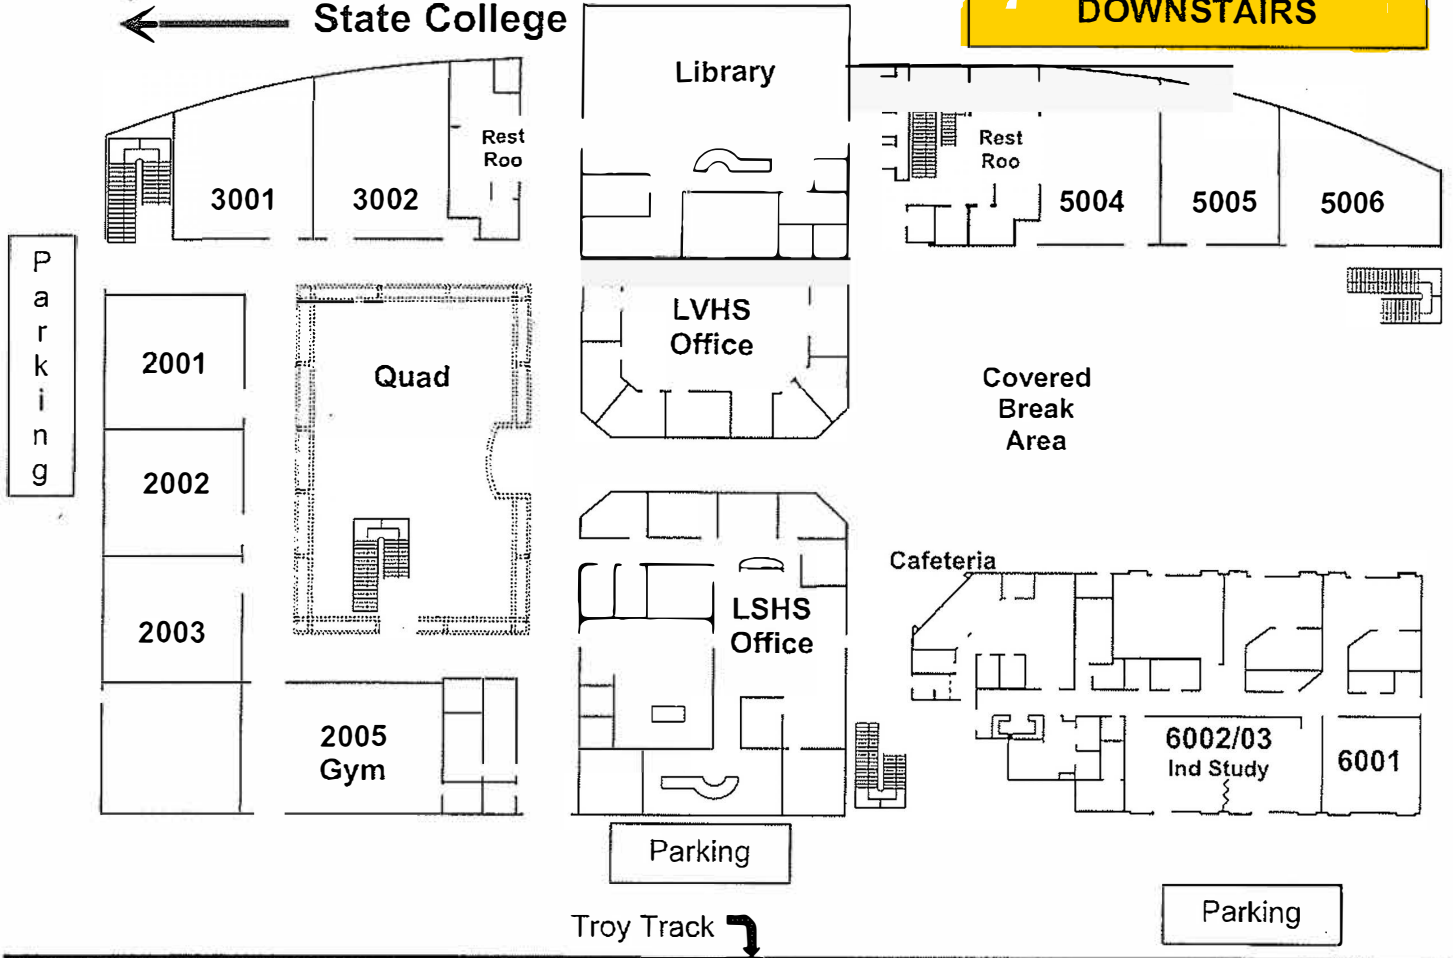 State College
DOWNSTAIRS
Library
Rest
Roo
Rest
Roo
3001
3002
5004
5005
5006
P
a
r
k
i
n
g
LVHS
Office
2001
Quad
Covered
Break
Area
2002
Cafeteria
2003
LSHS
Office
2005
Gym
6002/03
Ind Study
6001
Parking
Parking
Troy Track